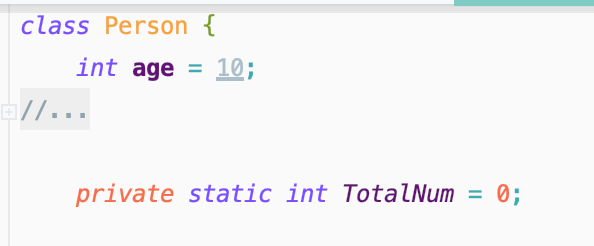 class Person {
int age = 10;
//...
private static int TotalNum = 0;